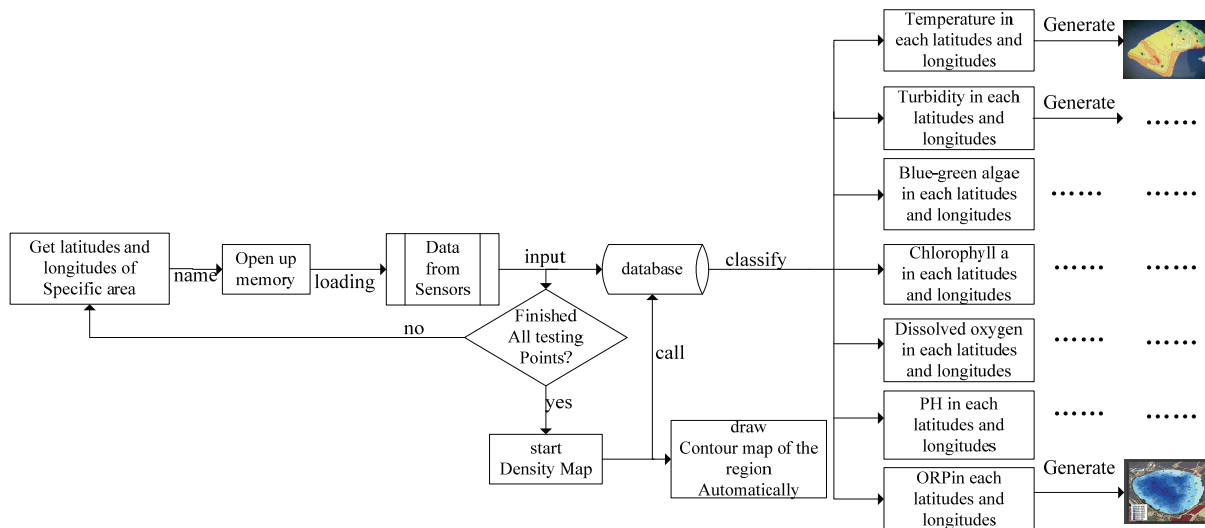 Get latitudes and
longitudes of
Specific area
name
Open up
memory
loading
Data
from
Sensors
input
database
classify
Finished
All testing
Points?
no
yes
start
Density Map
call
draw
Contour map of the
region
Automatically
Temperature in
each latitudes and
longitudes
Generate
Turbidity in each
latitudes and
longitudes
Generate
......
Blue-green algae
in each latitudes
and longitudes
......
......
Chlorophyll a
in each latitudes
and longitudes
......
......
Dissolved oxygen
in each latitudes
and longitudes
......
......
PH in each
latitudes and
longitudes
......
......
ORPin each
latitudes and
longitudes
Generate